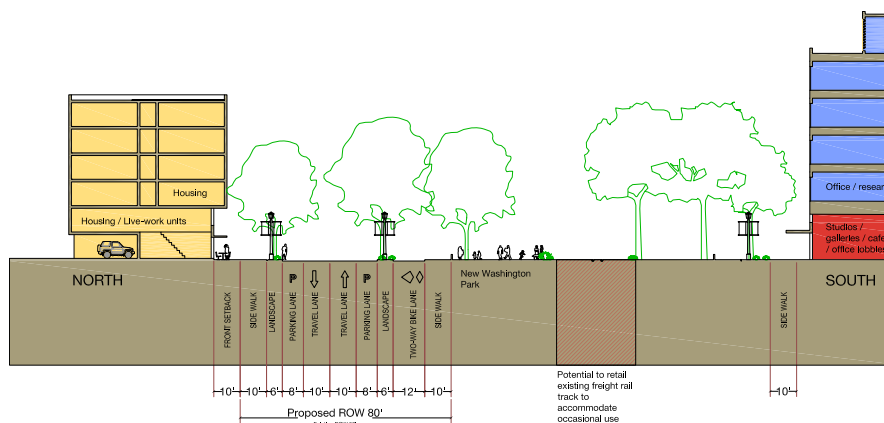 Housing
Housing / Live-work units
Office / resear
Studios /
galleries / cafe
/ office lobbies
NORTH
New Washington
Park
SOUTH
FRONT SETBACK
SIDE WALK
LANDSCAPE
PARKING LANE
P
TRAVEL LANE
TRAVEL LANE
PARKING LANE
P
LANDSCAPE
TWO-WAY BIKE LANE
SIDE WALK
SIDE WALK
10' 10' 6' 8' 10' 10' 8' 6' 12' 10' 10'
Proposed ROW 80'
Potential to retail
existing freight rail
track to
accommodate
occasional use